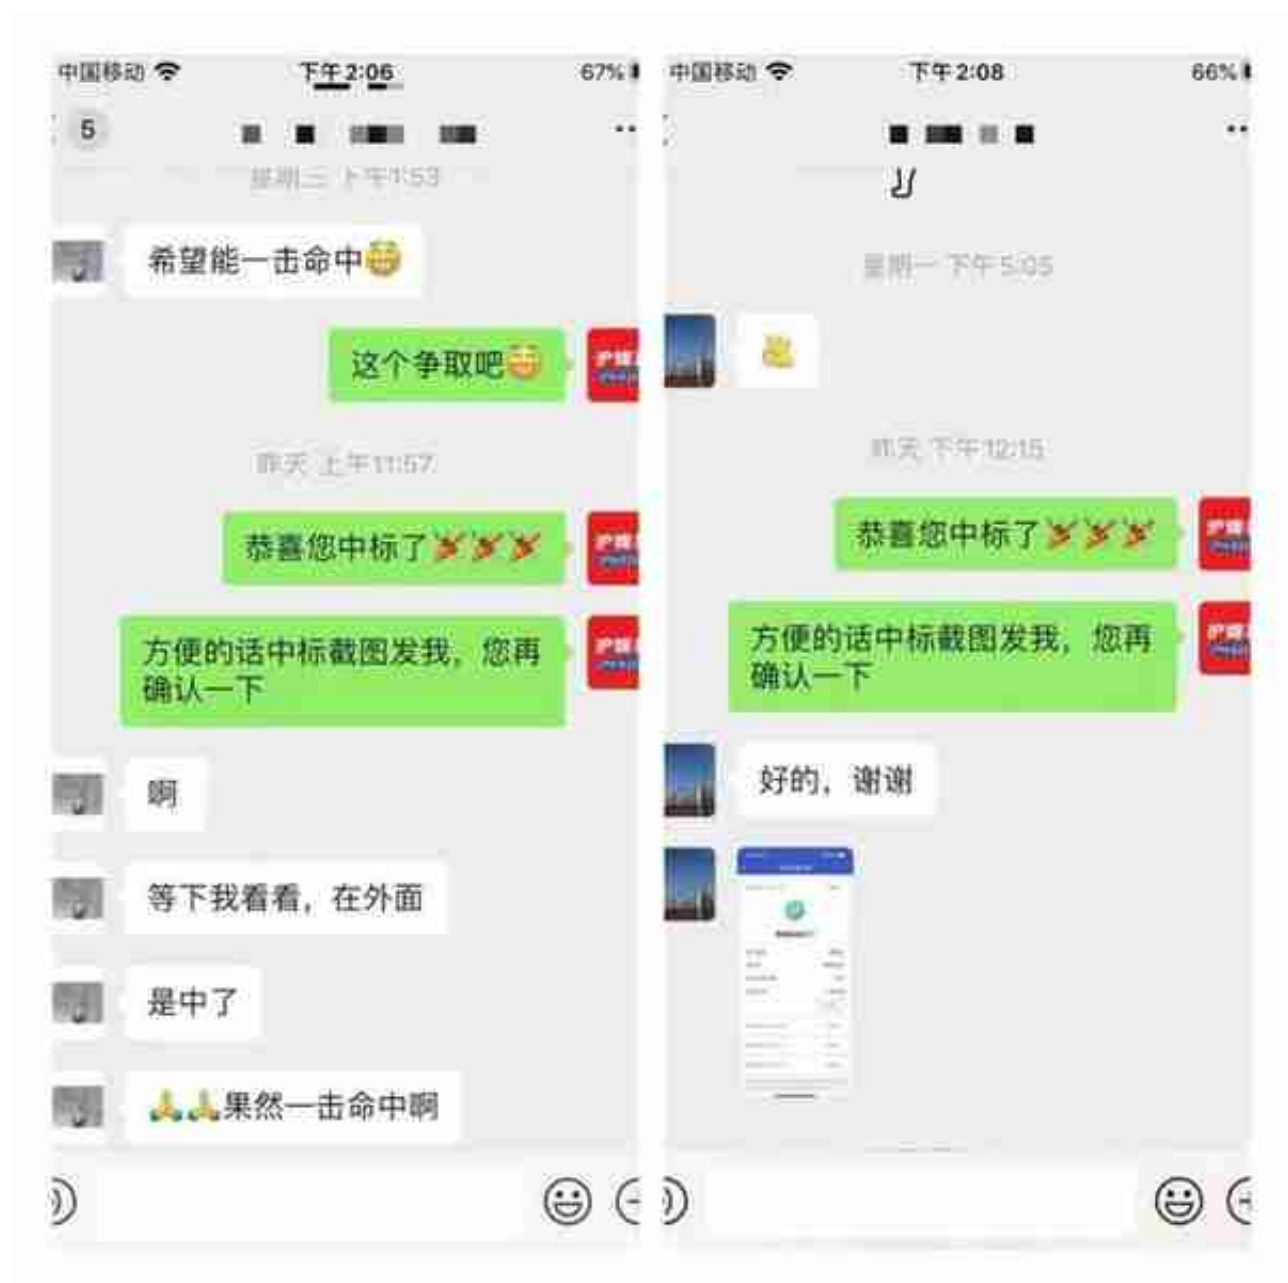 中国移动 下午2:06 67%
5
星期三 下午1:53
希望能一击命中😁
这个争取吧😁
昨天 上午11:57
恭喜您中标了🎉🎉🎉
方便的话中标截图发我，您再
确认一下
啊
等下我看看，在外面
是中了
🙏🙏果然一击命中啊
中国移动 下午2:08 66%
星期一 下午5:05
昨天 下午12:15
恭喜您中标了🎉🎉🎉
方便的话中标截图发我，您再
确认一下
好的，谢谢